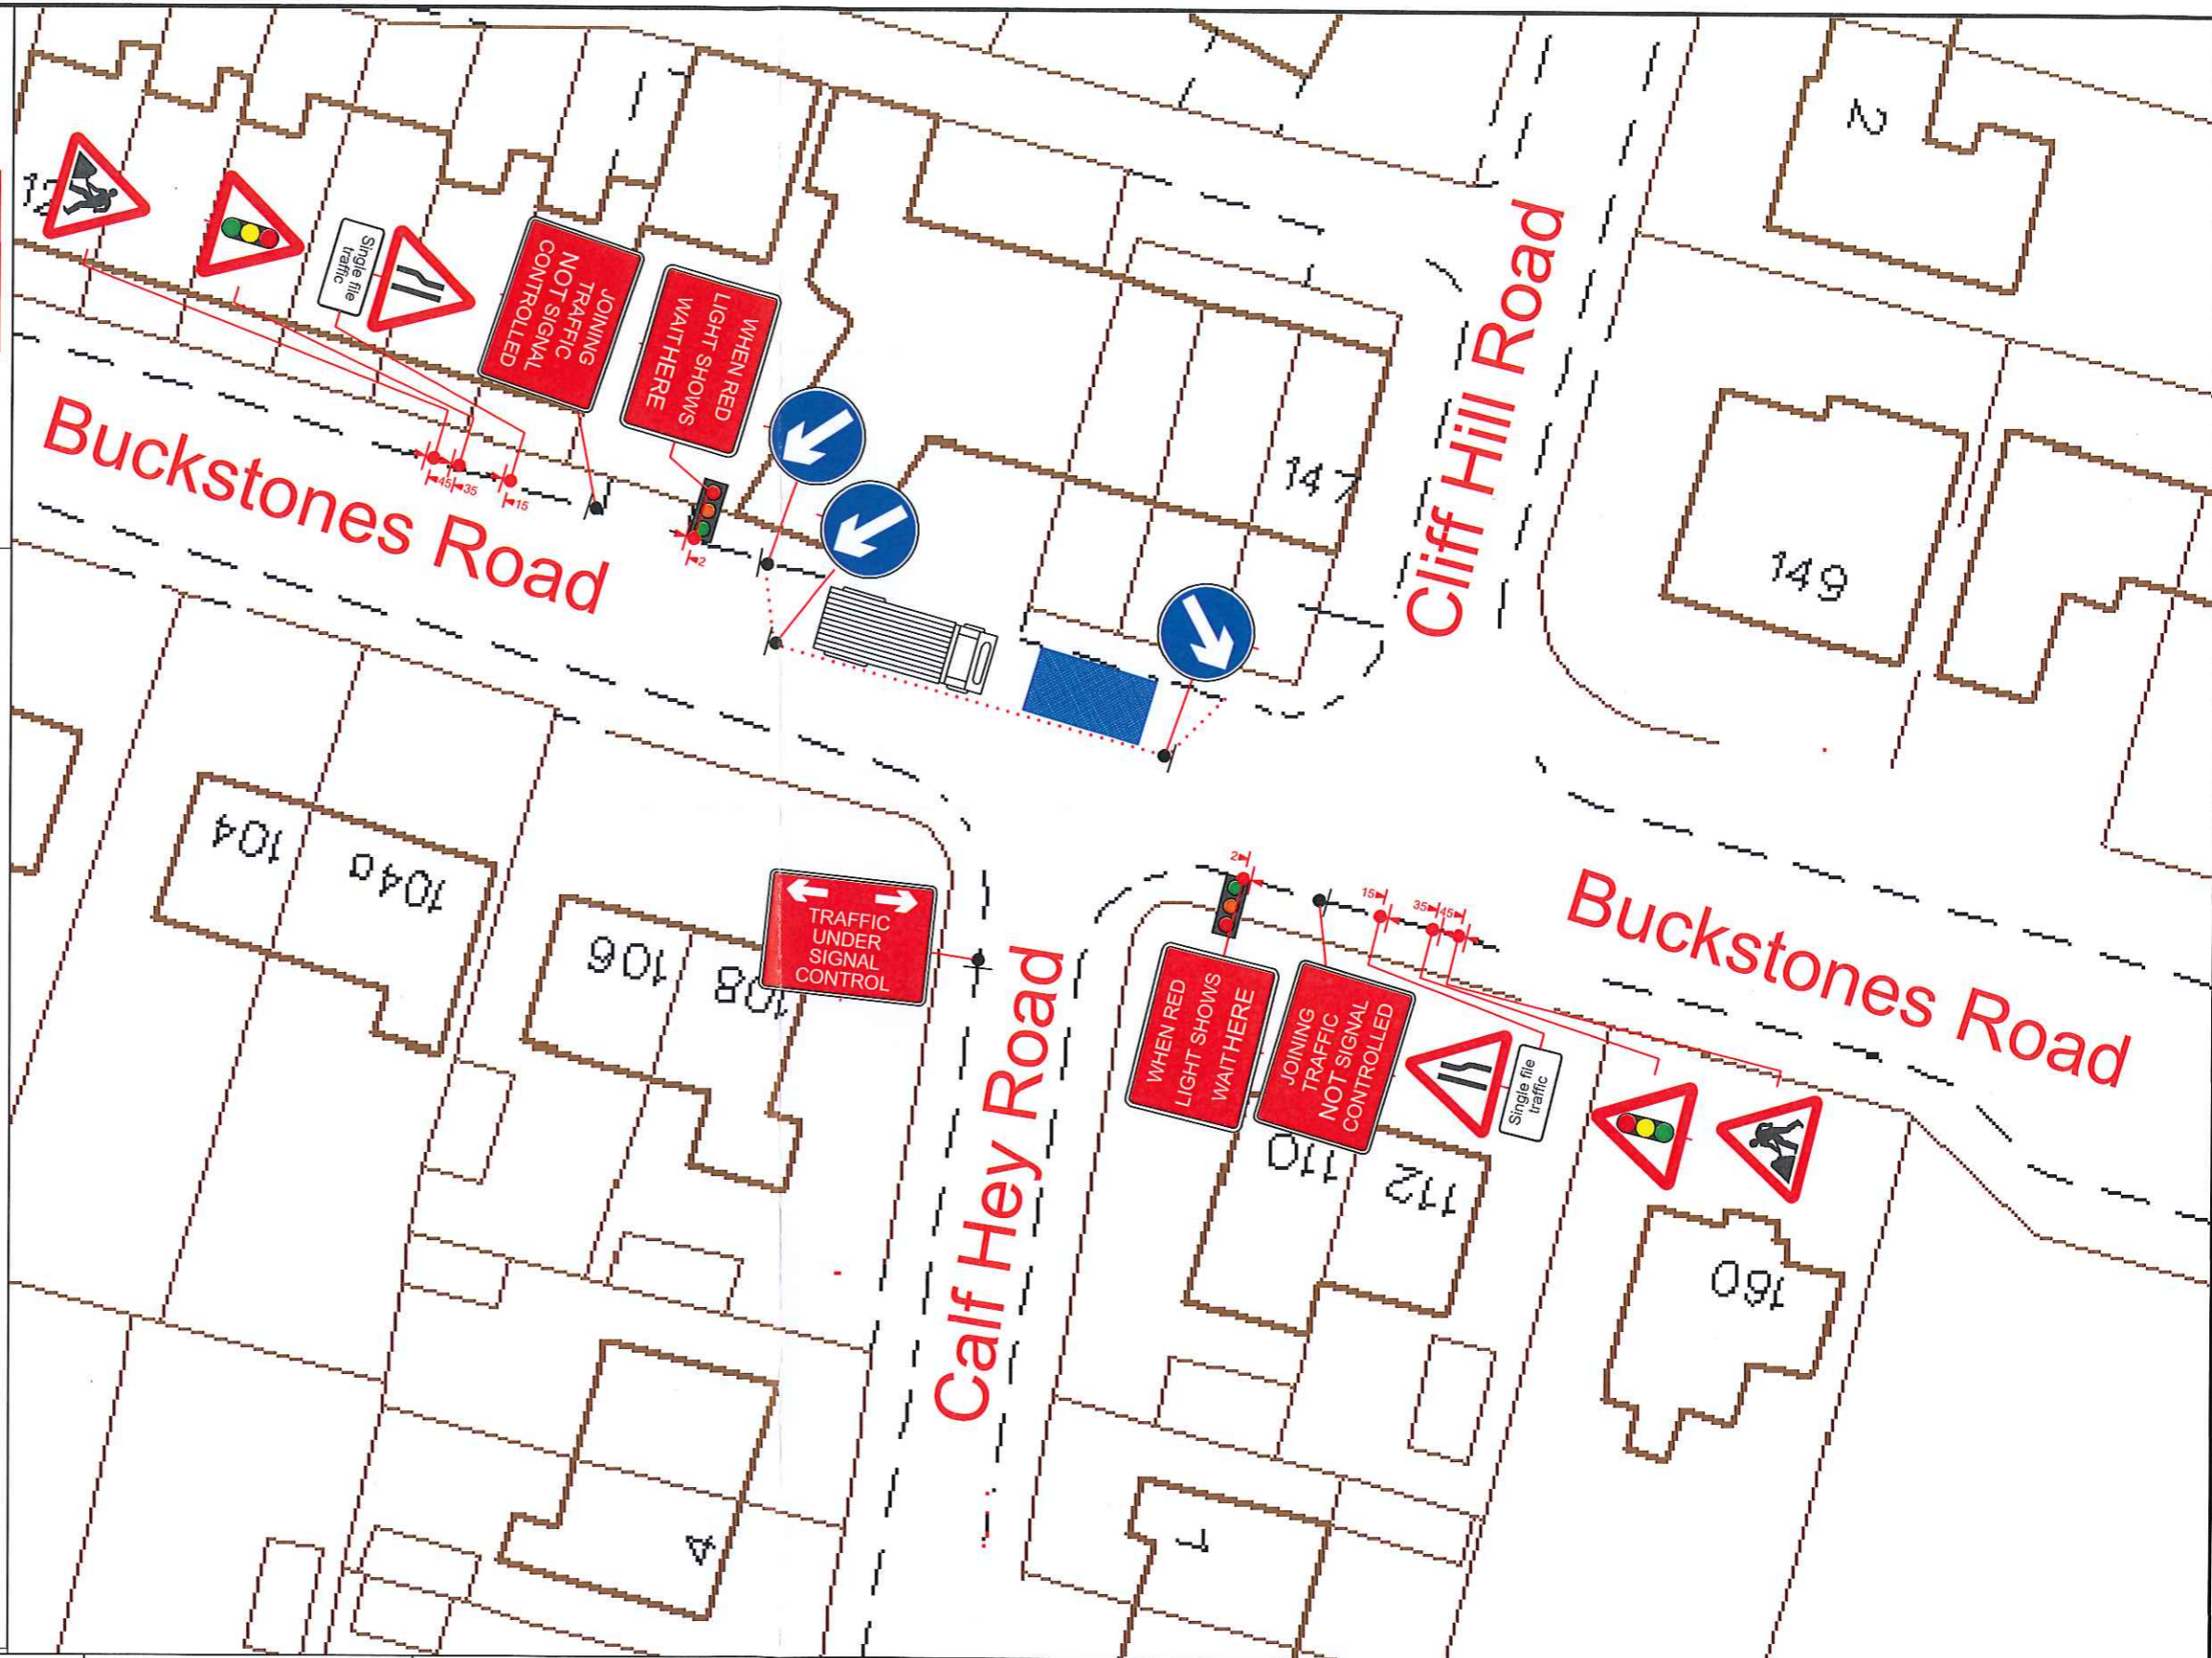 2
Cliff Hill Road
Single file
traffic
JOINING
TRAFFIC
NOT SIGNAL
CONTROLLED
WHEN RED
LIGHT SHOWS
WAIT HERE
147
149
Buckstones Road
45
35
15
2
104
104a
106
108
TRAFFIC
UNDER
SIGNAL
CONTROL
Calf Hey Road
2
15
35
45
Buckstones Road
WHEN RED
LIGHT SHOWS
WAIT HERE
JOINING
TRAFFIC
NOT SIGNAL
CONTROLLED
Single file
traffic
110
112
160
4
1